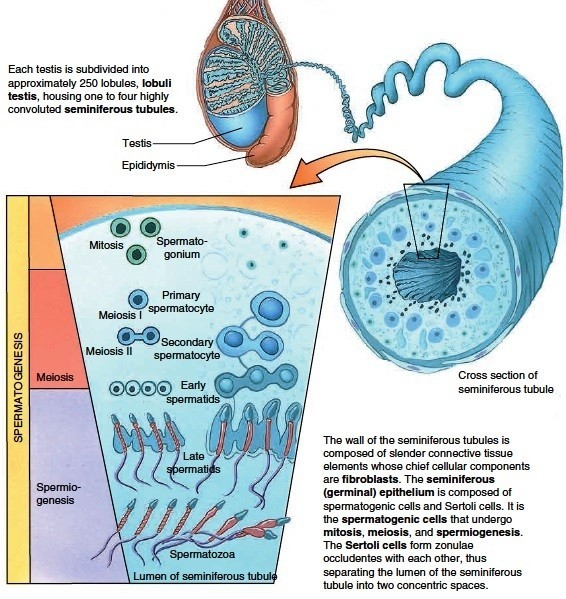 Each testis is subdivided into
approximately 250 lobules, lobuli
testis, housing one to four highly
convoluted seminiferous tubules.
Testis
Epididymis
Mitosis
Spermato-
gonium
Primary
spermatocyte
Meiosis I
Meiosis II
Secondary
spermatocyte
Early
spermatids
Late
spermatids
Spermatozoa
Lumen of seminiferous tubule
SPERMATOGENESIS
Meiosis
Spermio-
genesis
Cross section of
seminiferous tubule
The wall of the seminiferous tubules is
composed of slender connective tissue
elements whose chief cellular components
are fibroblasts. The seminiferous
(germinal) epithelium is composed of
spermatogenic cells and Sertoli cells. It is
the spermatogenic cells that undergo
mitosis, meiosis, and spermiogenesis.
The Sertoli cells form zonulae
occludentes with each other, thus
separating the lumen of the seminiferous
tubule into two concentric spaces.